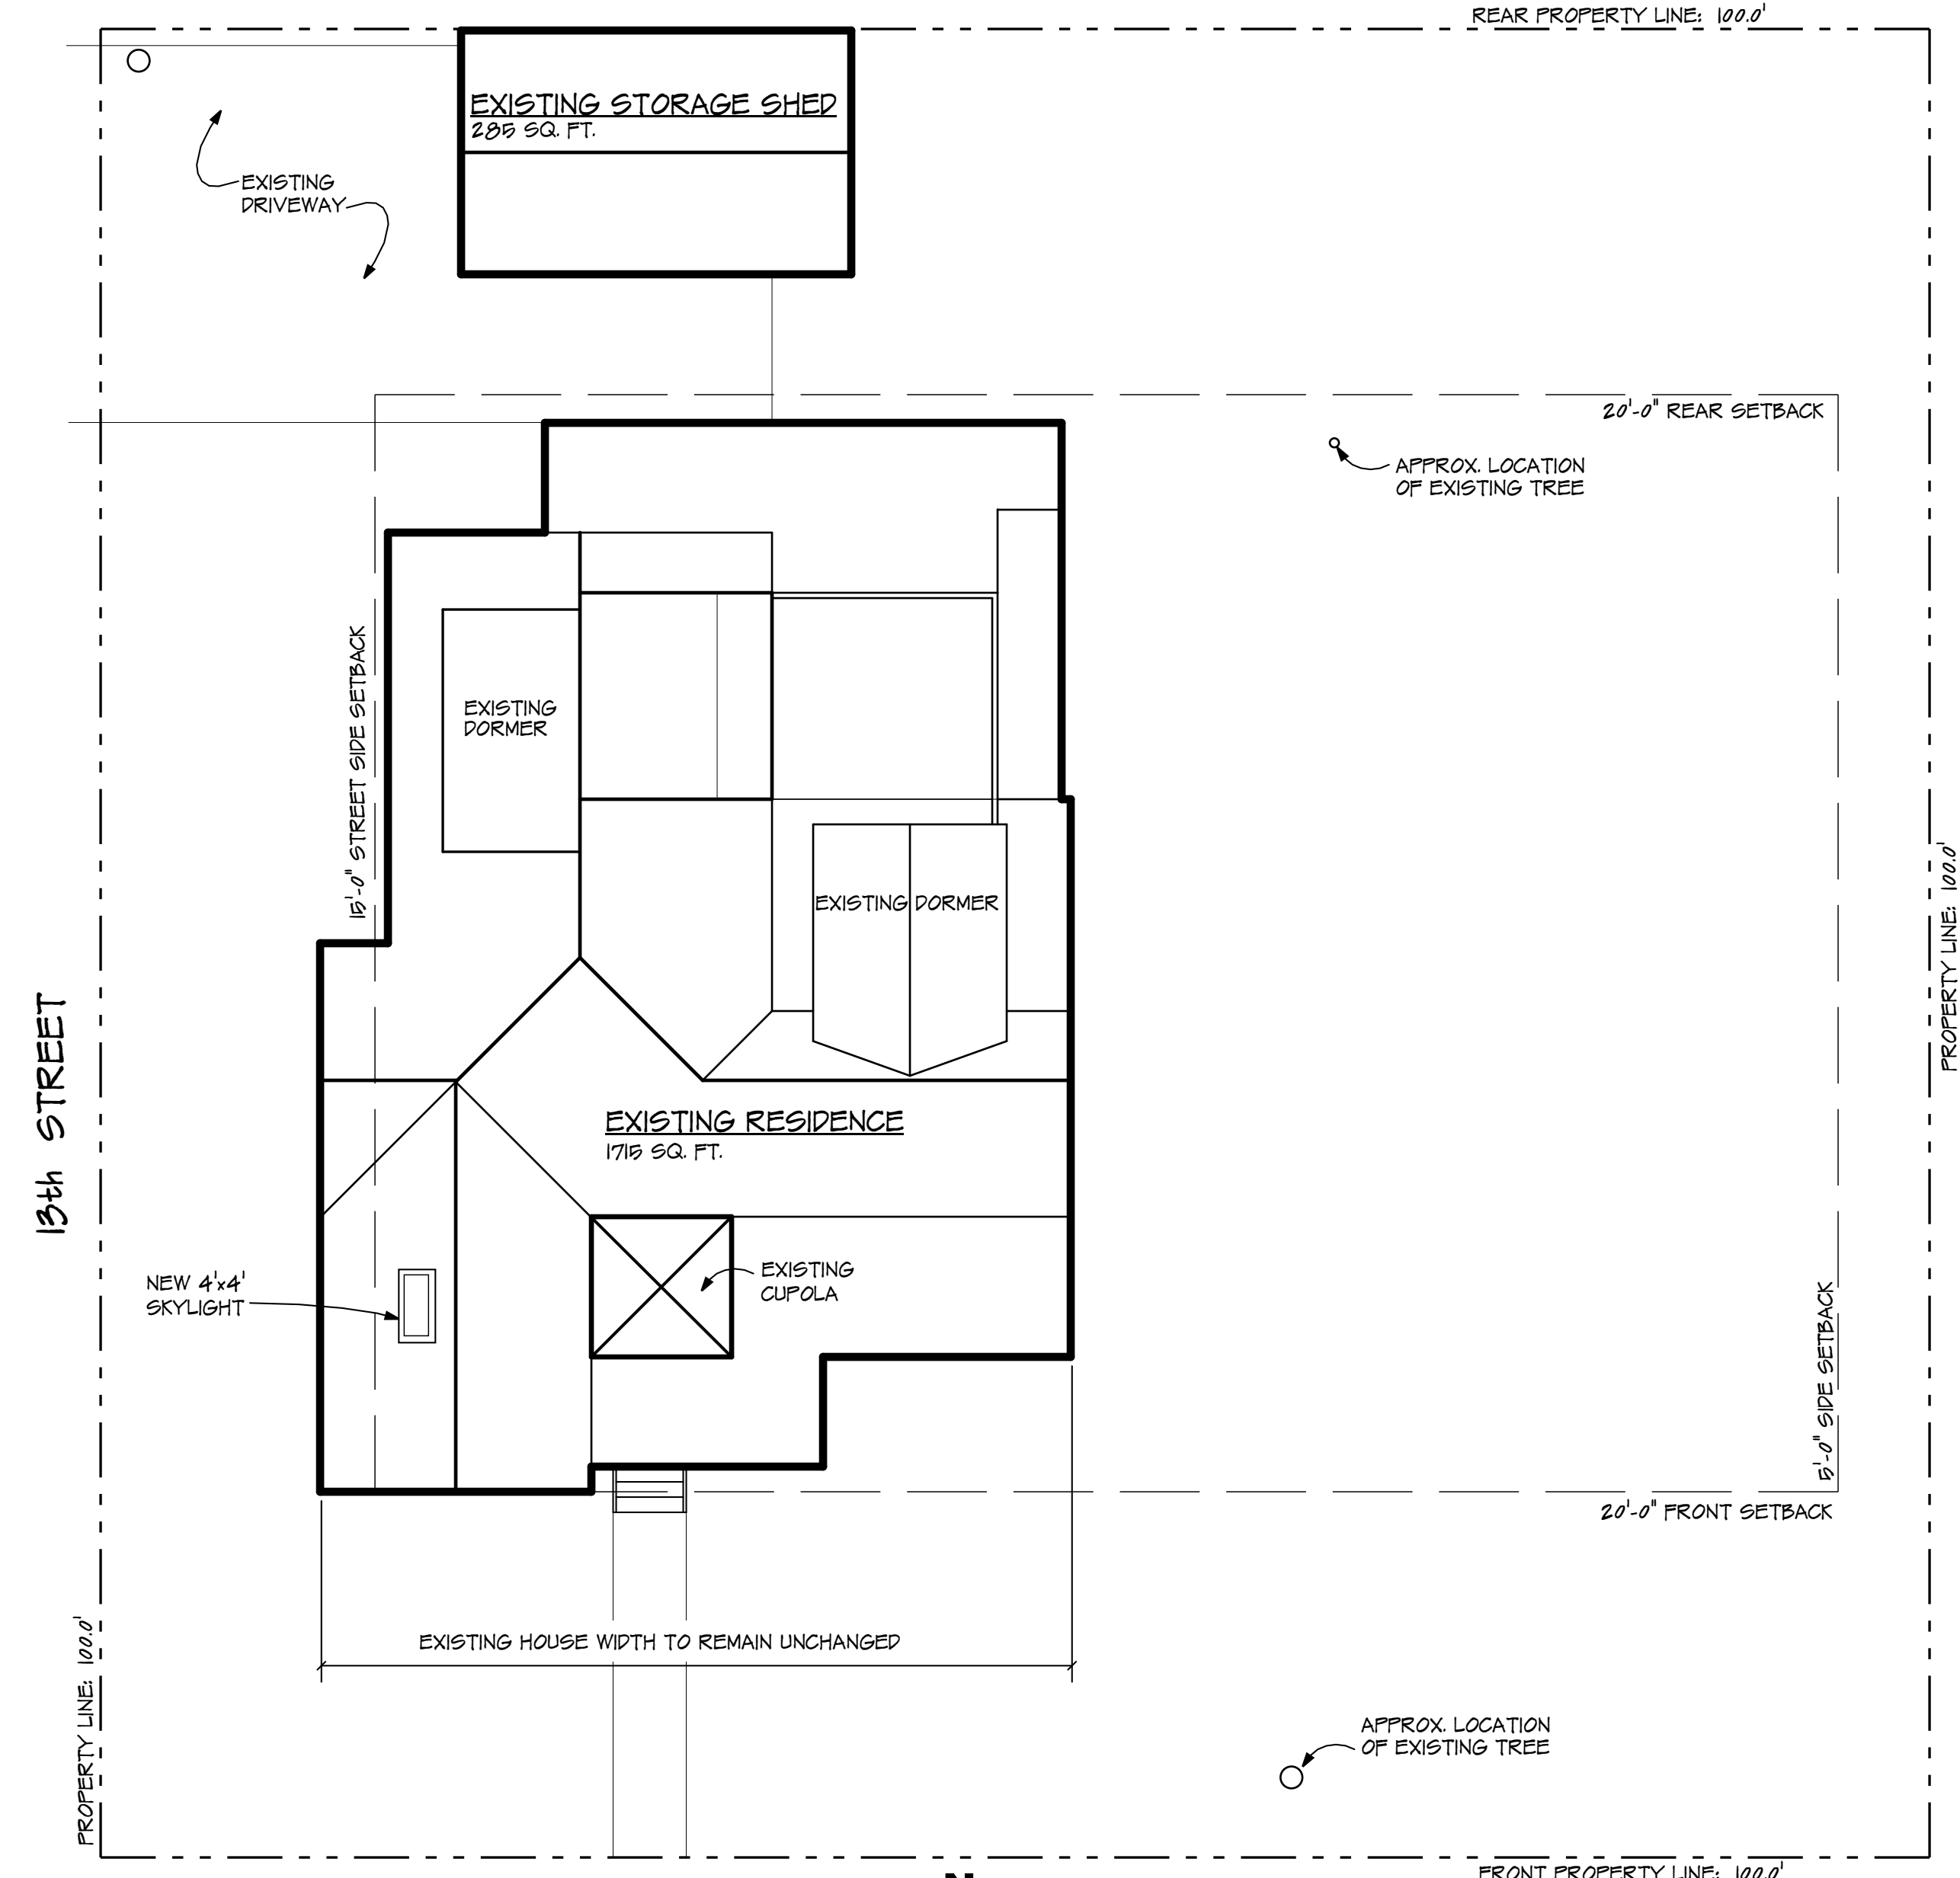 REAR PROPERTY LINE: 100.0'
EXISTING STORAGE SHED
285 SQ. FT.
EXISTING
DRIVEWAY
20'-0" REAR SETBACK
APPROX. LOCATION
OF EXISTING TREE
15'-0" STREET SIDE SETBACK
EXISTING
DORMER
EXISTING DORMER
PROPERTY LINE: 100.0'
13th STREET
EXISTING RESIDENCE
1715 SQ. FT.
NEW 4'x4'
SKYLIGHT
EXISTING
CUPOLA
5'-0" SIDE SETBACK
20'-0" FRONT SETBACK
EXISTING HOUSE WIDTH TO REMAIN UNCHANGED
PROPERTY LINE: 100.0'
APPROX. LOCATION
OF EXISTING TREE
FRONT PROPERTY LINE: 100.0'